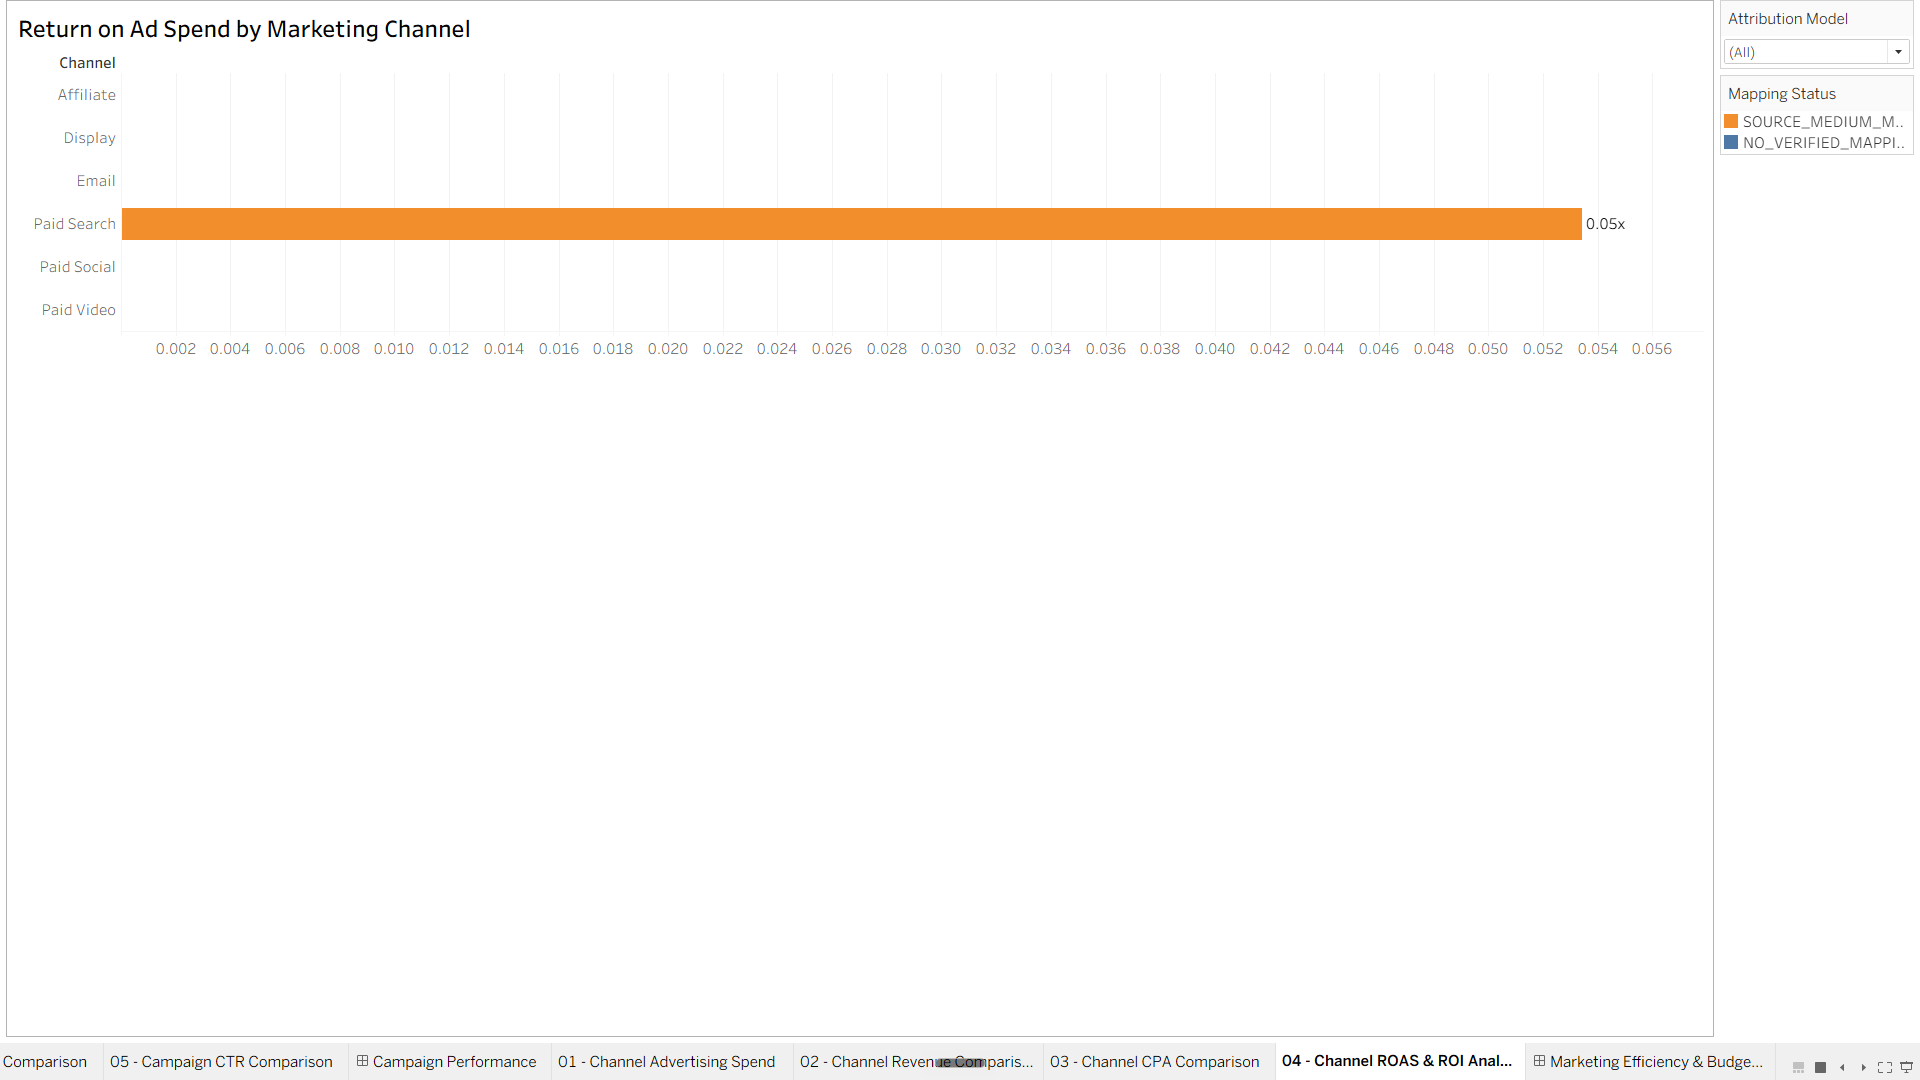 Return on Ad Spend by Marketing Channel
Channel
Affiliate
Display
Email
Paid Search
0.05x
Paid Social
Paid Video
0.002 0.004 0.006 0.008 0.010 0.012 0.014 0.016 0.018 0.020 0.022 0.024 0.026 0.028 0.030 0.032 0.034 0.036 0.038 0.040 0.042 0.044 0.046 0.048 0.050 0.052 0.054 0.056
Attribution Model
(All)
Mapping Status
SOURCE_MEDIUM_M..
NO_VERIFIED_MAPPI..
Comparison 05 - Campaign CTR Comparison Campaign Performance 01 - Channel Advertising Spend 02 - Channel Revenue Comparis... 03 - Channel CPA Comparison 04 - Channel ROAS & ROI Anal... Marketing Efficiency & Budge...